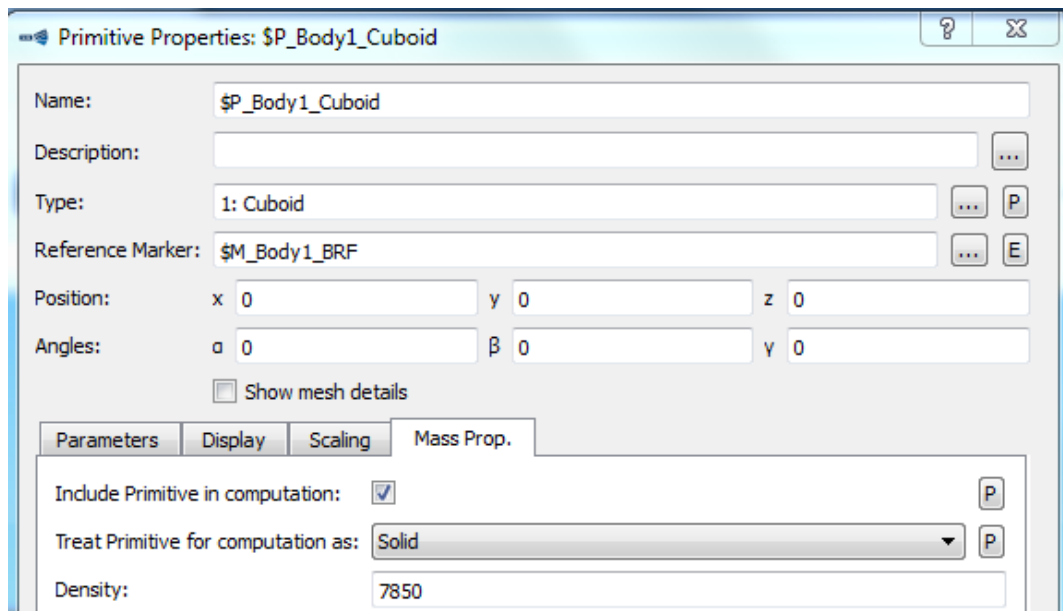 Primitive Properties: $P_Body1_Cuboid
Name: $P_Body1_Cuboid
Description: ...
Type: 1: Cuboid ... P
Reference Marker: $M_Body1_BRF ... E
Position: x 0 y 0 z 0
Angles: α 0 β 0 γ 0
Show mesh details
Parameters Display Scaling Mass Prop.
Include Primitive in computation: P
Treat Primitive for computation as: Solid P
Density: 7850